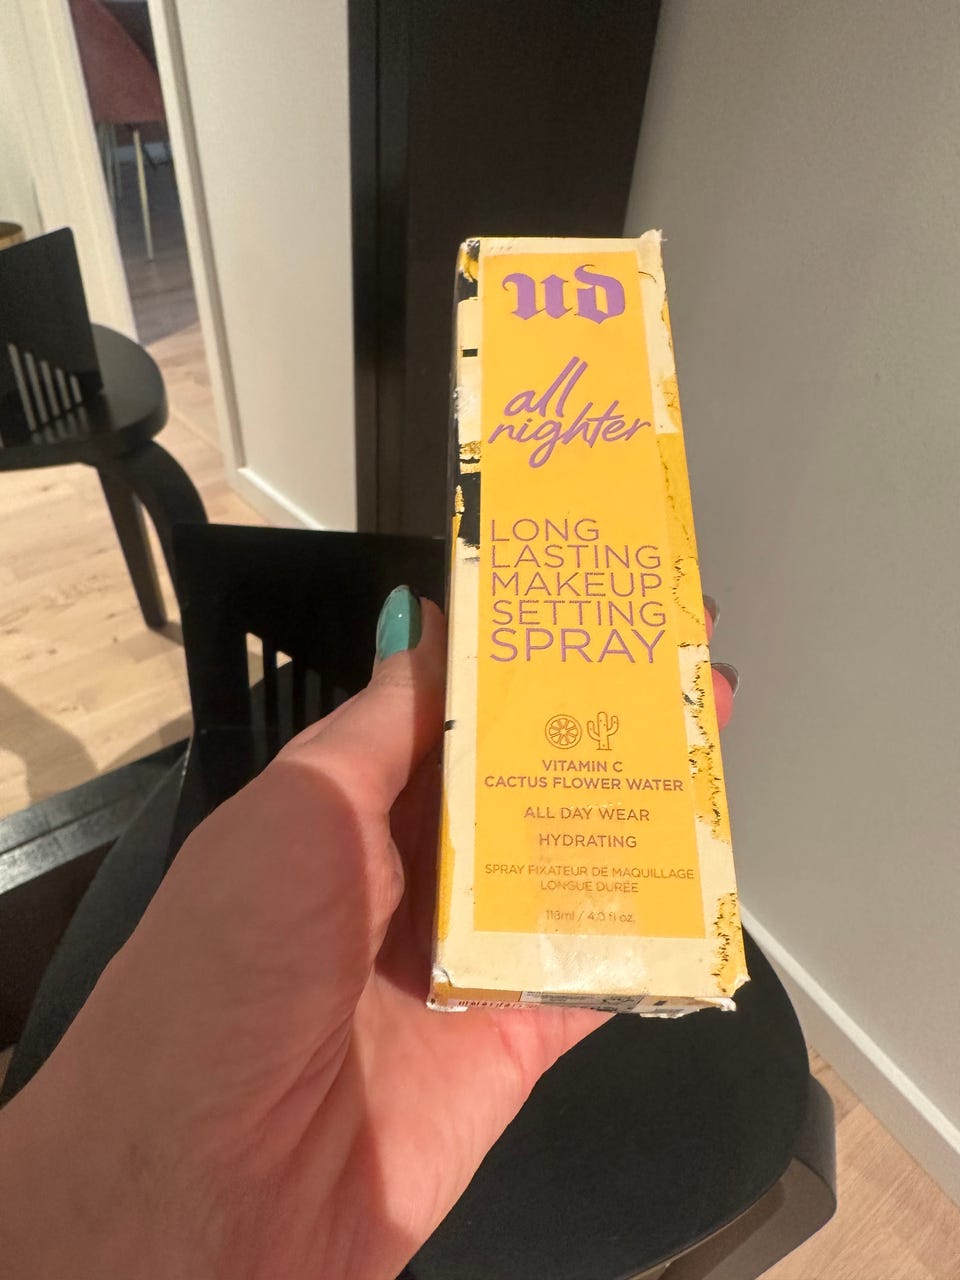 ud
all
nighter
LONG
LASTING
MAKEUP
SETTING
SPRAY
VITAMIN C
CACTUS FLOWER WATER
ALL DAY WEAR
HYDRATING
SPRAY FIXATEUR DE MAQUILLAGE
LONGUE DURÉE
118ml / 4.0 fl oz.